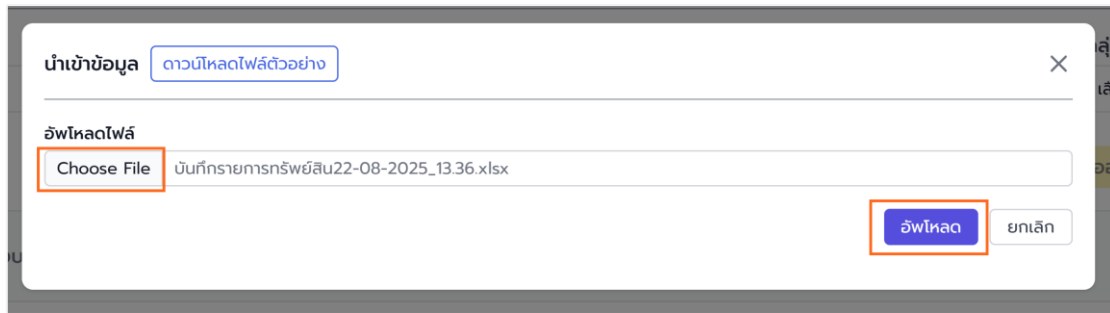 นำเข้าข้อมูล ดาวน์โหลดไฟล์ตัวอย่าง
อัพโหลดไฟล์
Choose File บันทึกรายการทรัพย์สิน22-08-2025_13.36.xlsx
อัพโหลด ยกเลิก